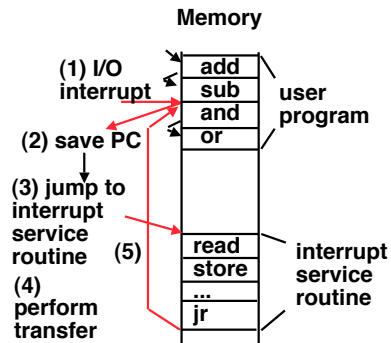 Memory
(1) I/O
interrupt
add
sub
and
or
user
program
(2) save PC
(3) jump to
interrupt
service
routine
(5)
(4)
perform
transfer
read
store
...
jr
interrupt
service
routine